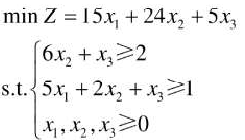 min Z = 15x₁ + 24x₂ + 5x₃
s.t. { 6x₂ + x₃ ⩾ 2
5x₁ + 2x₂ + x₃ ⩾ 1
x₁, x₂, x₃ ⩾ 0